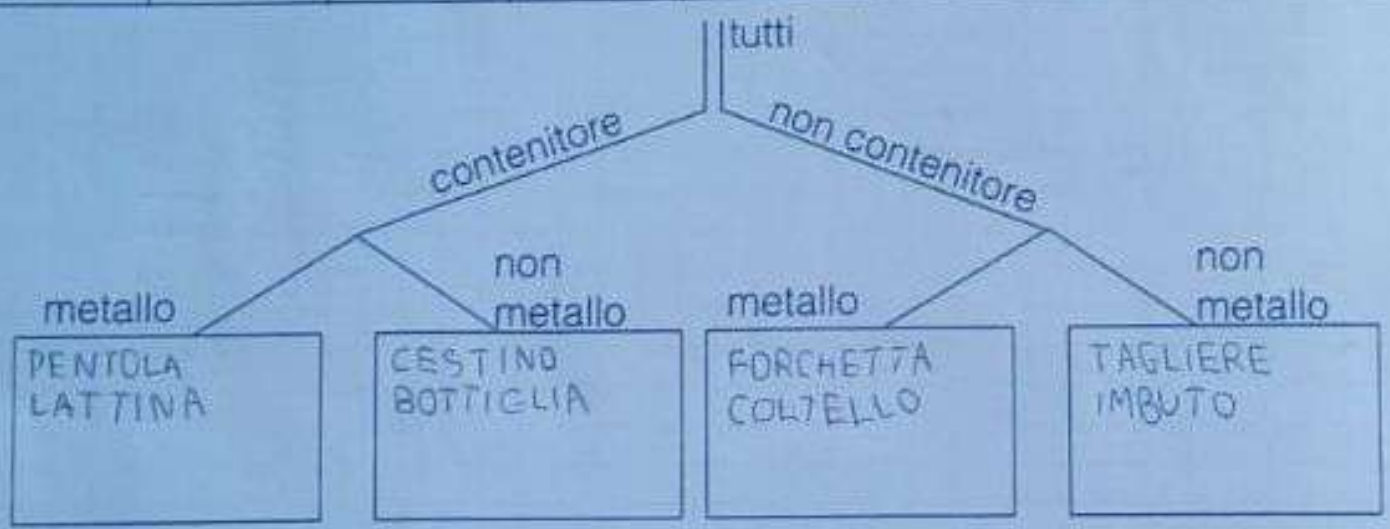 tutti
contenitore
non contenitore
metallo
non
metallo
metallo
non
metallo
PENTOLA
LATTINA
CESTINO
BOTTIGLIA
FORCHETTA
COLTELLO
TAGLIERE
IMBUTO